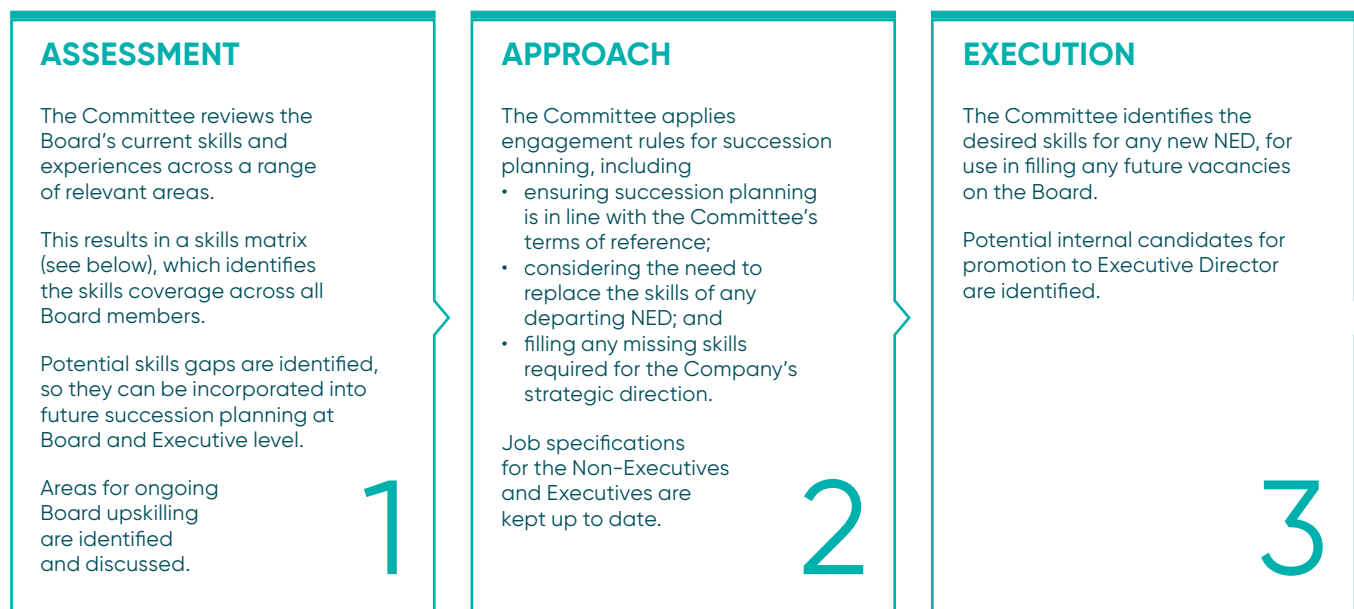 ASSESSMENT
The Committee reviews the
Board’s current skills and
experiences across a range
of relevant areas.
This results in a skills matrix
(see below), which identifies
the skills coverage across all
Board members.
Potential skills gaps are identified,
so they can be incorporated into
future succession planning at
Board and Executive level.
Areas for ongoing
Board upskilling
are identified
and discussed.
1
APPROACH
The Committee applies
engagement rules for succession
planning, including
• ensuring succession planning
is in line with the Committee’s
terms of reference;
• considering the need to
replace the skills of any
departing NED; and
• filling any missing skills
required for the Company’s
strategic direction.
Job specifications
for the Non-Executives
and Executives are
kept up to date.
2
EXECUTION
The Committee identifies the
desired skills for any new NED, for
use in filling any future vacancies
on the Board.
Potential internal candidates for
promotion to Executive Director
are identified.
3